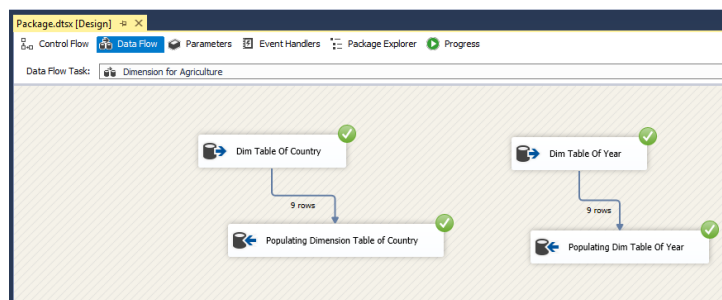 Package.dtsx [Design]
Control Flow Data Flow Parameters Event Handlers Package Explorer Progress
Data Flow Task: Dimension for Agriculture
Dim Table Of Country
Dim Table Of Year
9 rows
9 rows
Populating Dimension Table of Country
Populating Dim Table Of Year